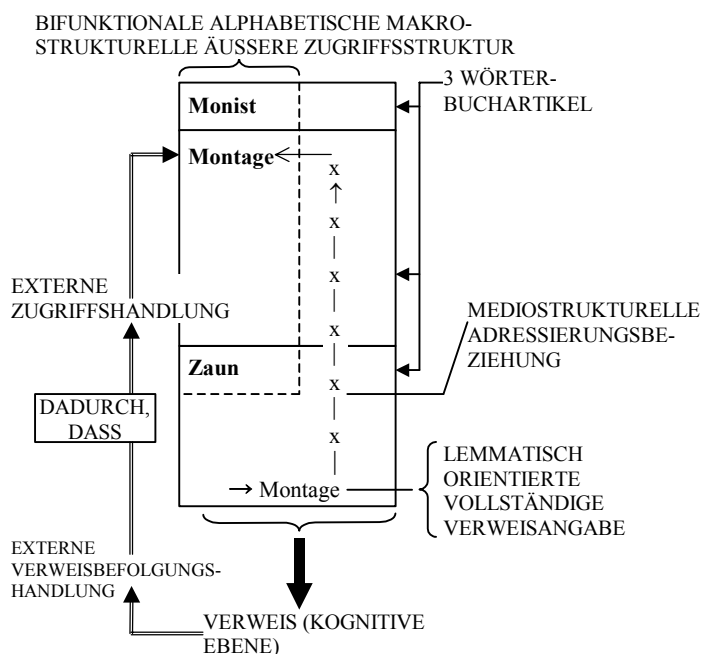 BIFUNKTIONALE ALPHABETISCHE MAKRO-
STRUKTURELLE ÄUSSERE ZUGRIFFSSTRUKTUR
3 WÖRTER-
BUCHARTIKEL
Monist
Montage
x
x
x
x
EXTERNE
ZUGRIFFSHANDLUNG
MEDIOSTRUKTURELLE
ADRESSIERUNGSBE-
ZIEHUNG
Zaun
x
DADURCH,
DASS
x
→ Montage
LEMMATISCH
ORIENTIERTE
VOLLSTÄNDIGE
VERWEISANGABE
EXTERNE
VERWEISBEFOLGUNGS-
HANDLUNG
VERWEIS (KOGNITIVE
EBENE)